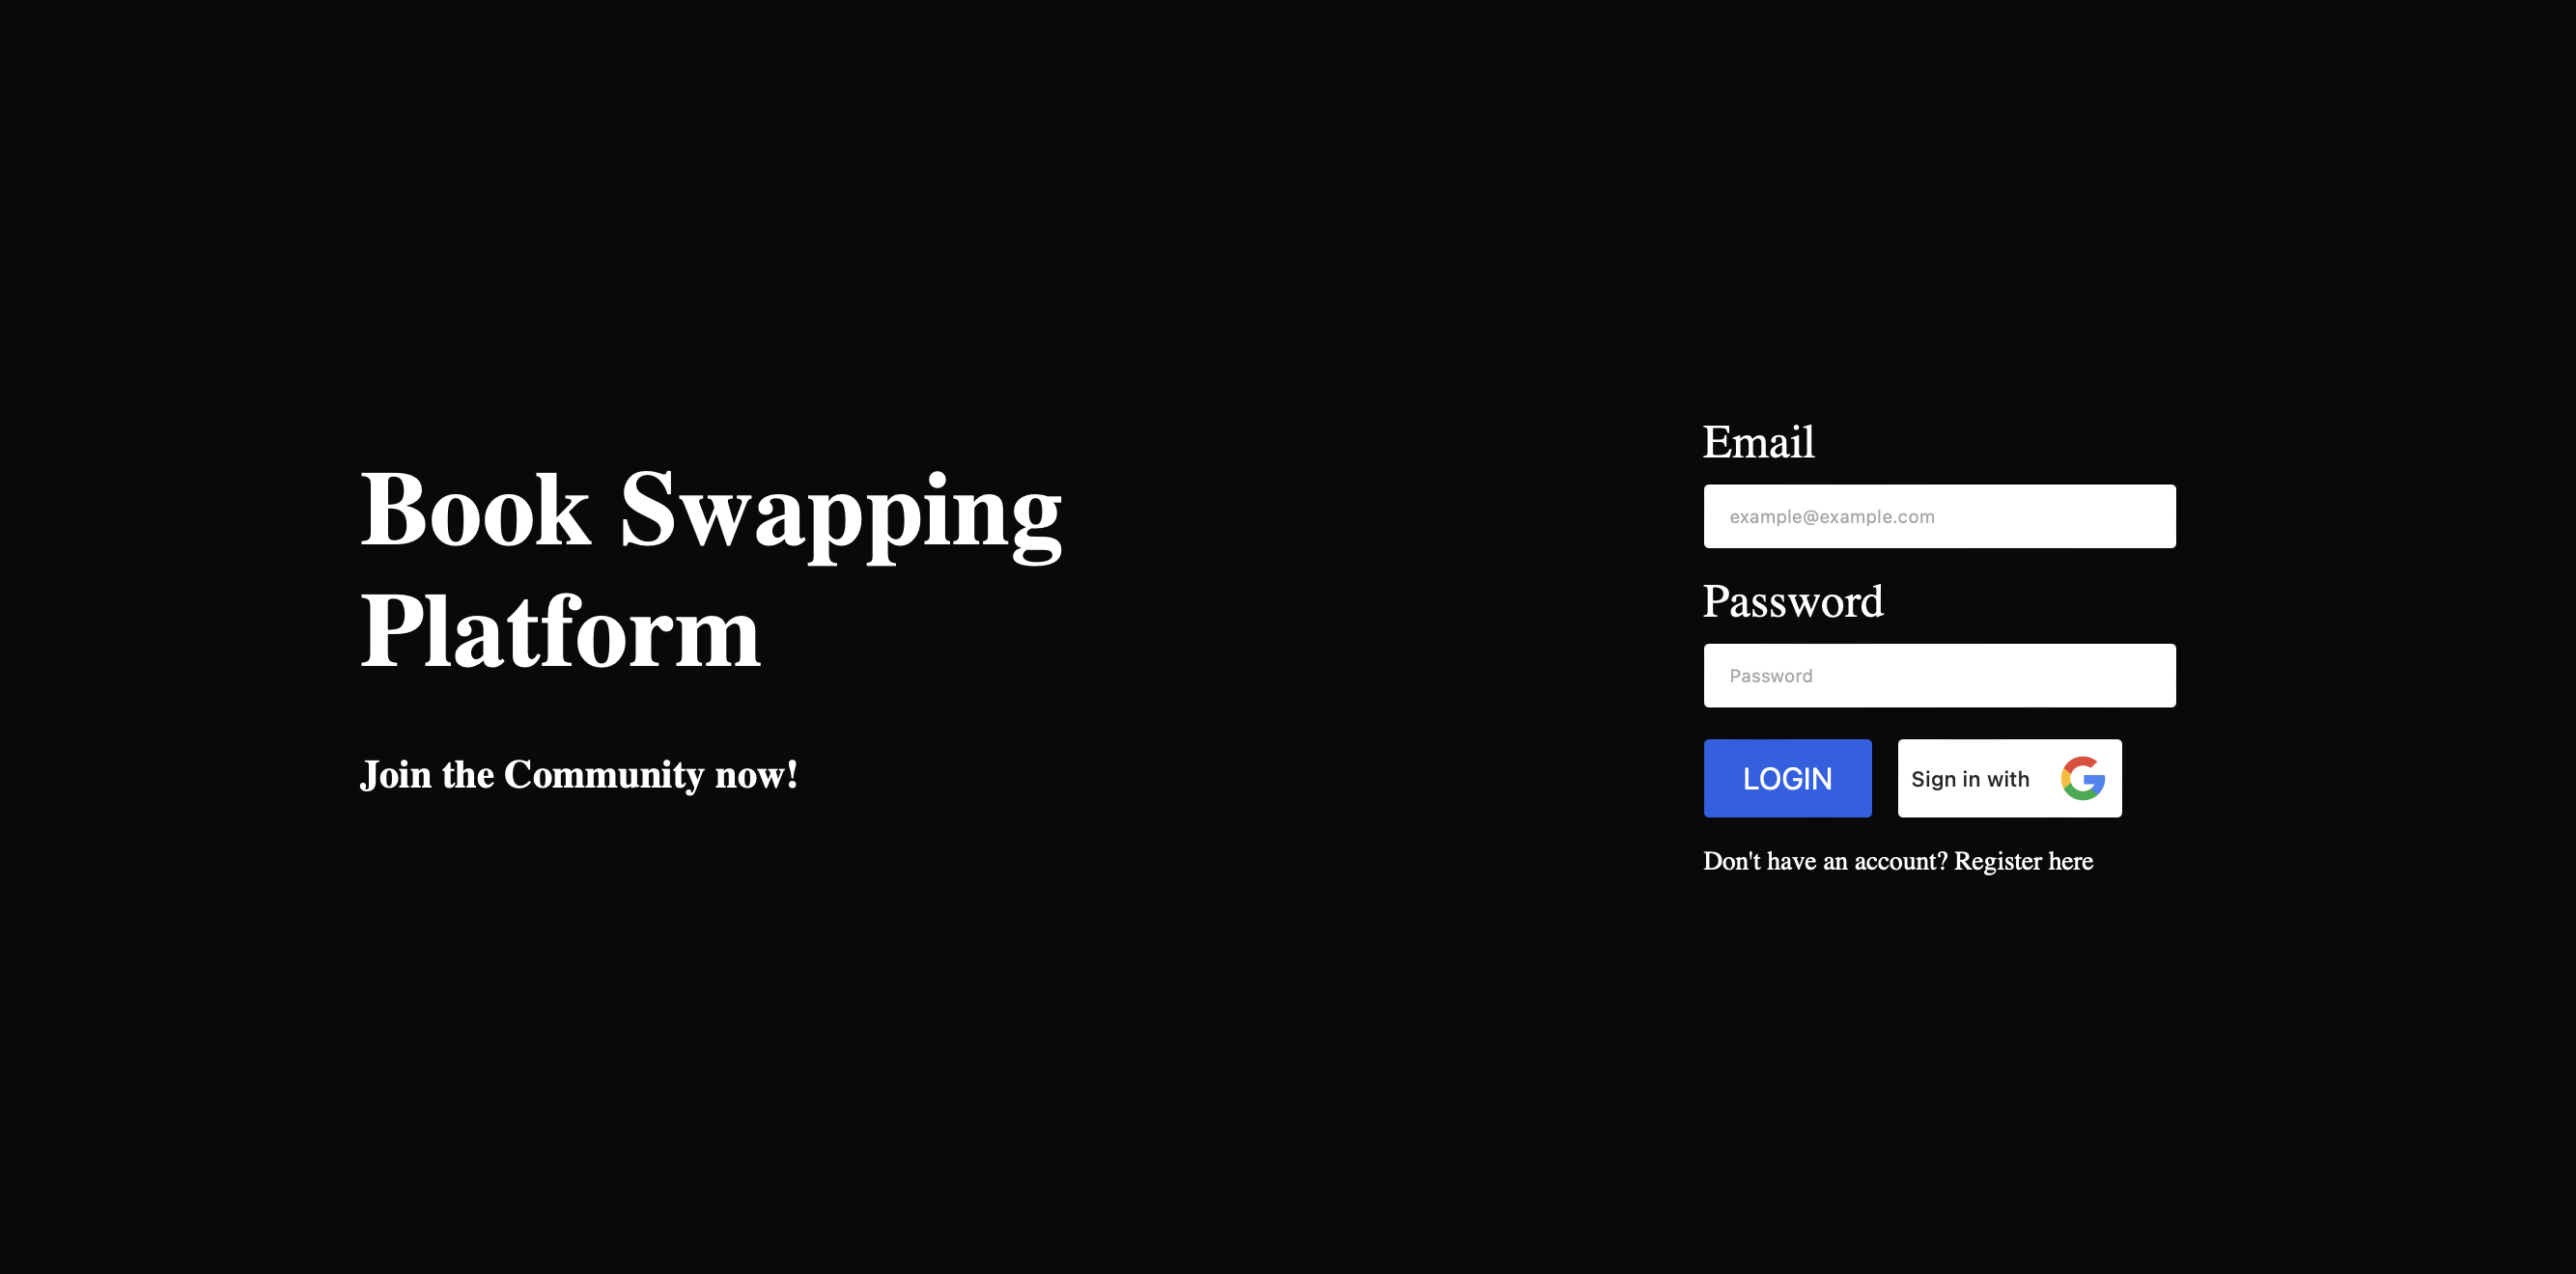 Book Swapping
Platform
Join the Community now!
Email
example@example.com
Password
Password
LOGIN
Sign in with
Don't have an account? Register here